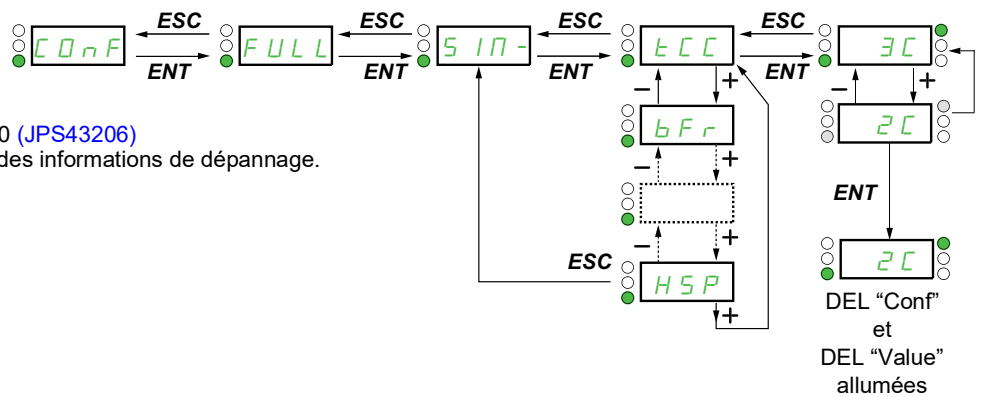 ESC ESC ESC ESC
COnF FULL SIM- tCC 3C
ENT ENT ENT ENT
− + − +
0 (JPS43206) bFr 2C
des informations de dépannage.
− +
ENT
− +
ESC HSP 2C
+
DEL “Conf”
et
DEL “Value”
allumées